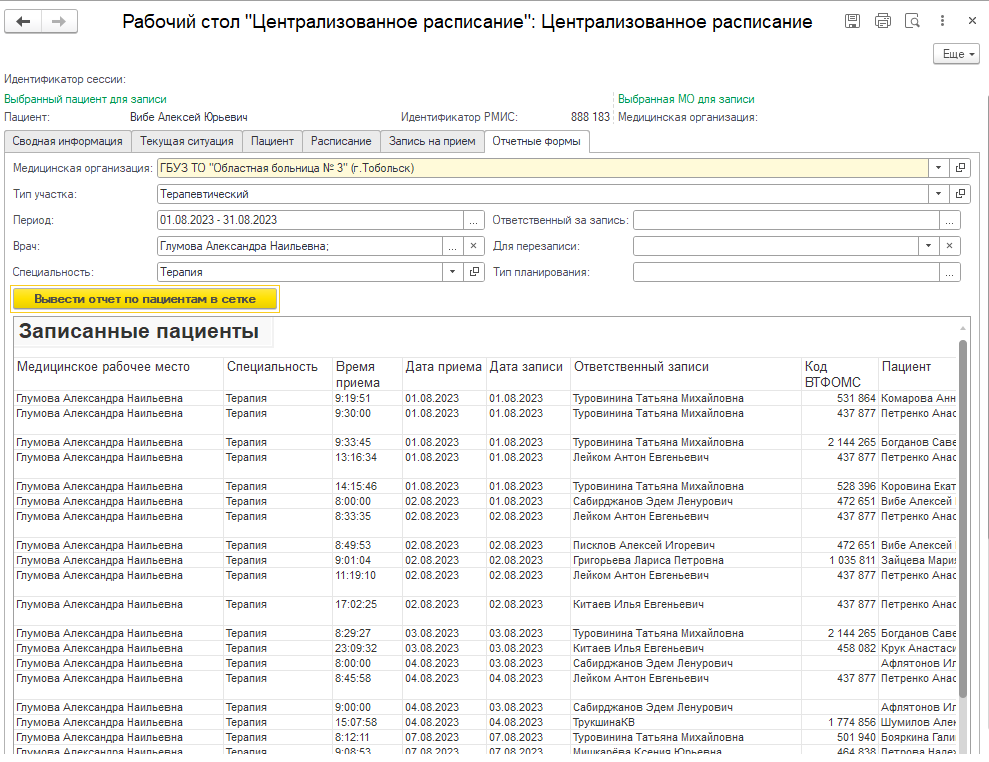 Рабочий стол "Централизованное расписание": Централизованное расписание
Еще
Идентификатор сессии:
Выбранный пациент для записи Выбранная МО для записи
Пациент: Вибе Алексей Юрьевич Идентификатор РМИС: 888 183 Медицинская организация:
Сводная информация Текущая ситуация Пациент Расписание Запись на прием Отчетные формы
Медицинская организация: ГБУЗ ТО "Областная больница № 3" (г.Тобольск)
Тип участка: Терапевтический
Период: 01.08.2023 - 31.08.2023 ... Ответственный за запись: ...
Врач: Глумова Александра Наильевна; ... × Для перезаписи: ×
Специальность: Терапия Тип планирования: ...
Вывести отчет по пациентам в сетке
Записанные пациенты
Медицинское рабочее место Специальность Время приема Дата приема Дата записи Ответственный записи Код ВТФОМС Пациент
Глумова Александра Наильевна Терапия 9:19:51 01.08.2023 01.08.2023 Туровинина Татьяна Михайловна 531 864 Комарова Анн
Глумова Александра Наильевна Терапия 9:30:00 01.08.2023 01.08.2023 Туровинина Татьяна Михайловна 437 877 Петренко Анас
Глумова Александра Наильевна Терапия 9:33:45 01.08.2023 01.08.2023 Туровинина Татьяна Михайловна 2 144 265 Богданов Саве
Глумова Александра Наильевна Терапия 13:16:34 01.08.2023 01.08.2023 Лейком Антон Евгеньевич 437 877 Петренко Анас
Глумова Александра Наильевна Терапия 14:15:46 01.08.2023 01.08.2023 Туровинина Татьяна Михайловна 528 396 Коровина Екат
Глумова Александра Наильевна Терапия 8:00:00 02.08.2023 01.08.2023 Сабирджанов Эдем Ленурович 472 651 Вибе Алексей
Глумова Александра Наильевна Терапия 8:33:35 02.08.2023 02.08.2023 Лейком Антон Евгеньевич 437 877 Петренко Анас
Глумова Александра Наильевна Терапия 8:49:53 02.08.2023 02.08.2023 Писклов Алексей Игоревич 472 651 Вибе Алексей
Глумова Александра Наильевна Терапия 9:01:04 02.08.2023 02.08.2023 Григорьева Лариса Петровна 1 035 811 Зайцева Мария
Глумова Александра Наильевна Терапия 11:19:10 02.08.2023 02.08.2023 Лейком Антон Евгеньевич 437 877 Петренко Анас
Глумова Александра Наильевна Терапия 17:02:25 02.08.2023 02.08.2023 Китаев Илья Евгеньевич 437 877 Петренко Анас
Глумова Александра Наильевна Терапия 8:29:27 03.08.2023 03.08.2023 Туровинина Татьяна Михайловна 2 144 265 Богданов Саве
Глумова Александра Наильевна Терапия 23:09:32 03.08.2023 03.08.2023 Китаев Илья Евгеньевич 458 082 Крук Анастаси
Глумова Александра Наильевна Терапия 8:00:00 04.08.2023 03.08.2023 Сабирджанов Эдем Ленурович Афлятонов Ил
Глумова Александра Наильевна Терапия 8:45:58 04.08.2023 04.08.2023 Лейком Антон Евгеньевич 437 877 Петренко Анас
Глумова Александра Наильевна Терапия 9:00:00 04.08.2023 03.08.2023 Сабирджанов Эдем Ленурович Афлятонов Ил
Глумова Александра Наильевна Терапия 15:07:58 04.08.2023 04.08.2023 ТрукшинаКВ 1 774 856 Шумилов Алек
Глумова Александра Наильевна Терапия 8:12:11 07.08.2023 07.08.2023 Туровинина Татьяна Михайловна 501 940 Бояркина Гали
Глумова Александра Наильевна Терапия 9:08:53 07.08.2023 07.08.2023 Мишкарёва Ксения Юрьевна 464 838 Петрова Надеж